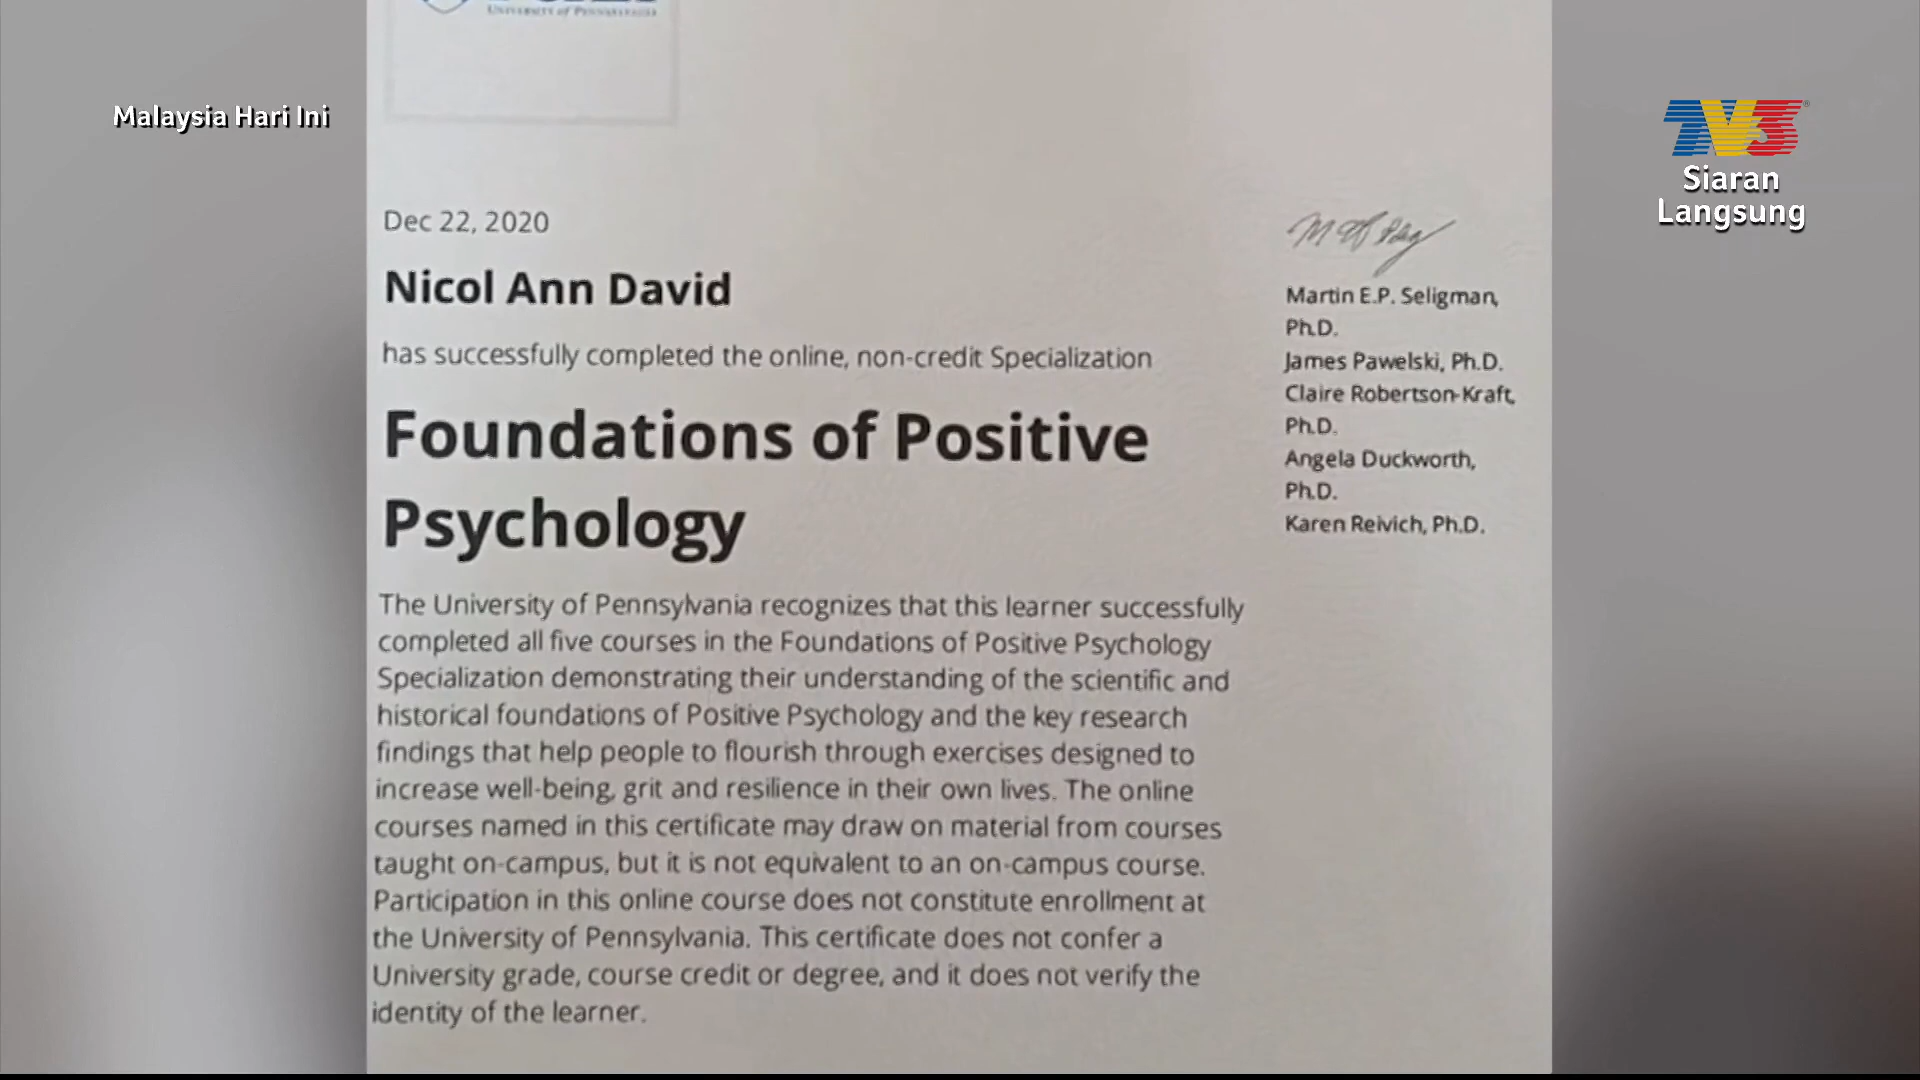 UNIVERSITY of PENNSYLVANIA
Malaysia Hari Ini
TV3
Siaran
Langsung
Dec 22, 2020
Nicol Ann David
has successfully completed the online, non-credit Specialization
Foundations of Positive
Psychology
The University of Pennsylvania recognizes that this learner successfully
completed all five courses in the Foundations of Positive Psychology
Specialization demonstrating their understanding of the scientific and
historical foundations of Positive Psychology and the key research
findings that help people to flourish through exercises designed to
increase well-being, grit and resilience in their own lives. The online
courses named in this certificate may draw on material from courses
taught on-campus, but it is not equivalent to an on-campus course.
Participation in this online course does not constitute enrollment at
the University of Pennsylvania. This certificate does not confer a
University grade, course credit or degree, and it does not verify the
identity of the learner.
Martin E.P. Seligman,
Ph.D.
James Pawelski, Ph.D.
Claire Robertson-Kraft,
Ph.D.
Angela Duckworth,
Ph.D.
Karen Reivich, Ph.D.